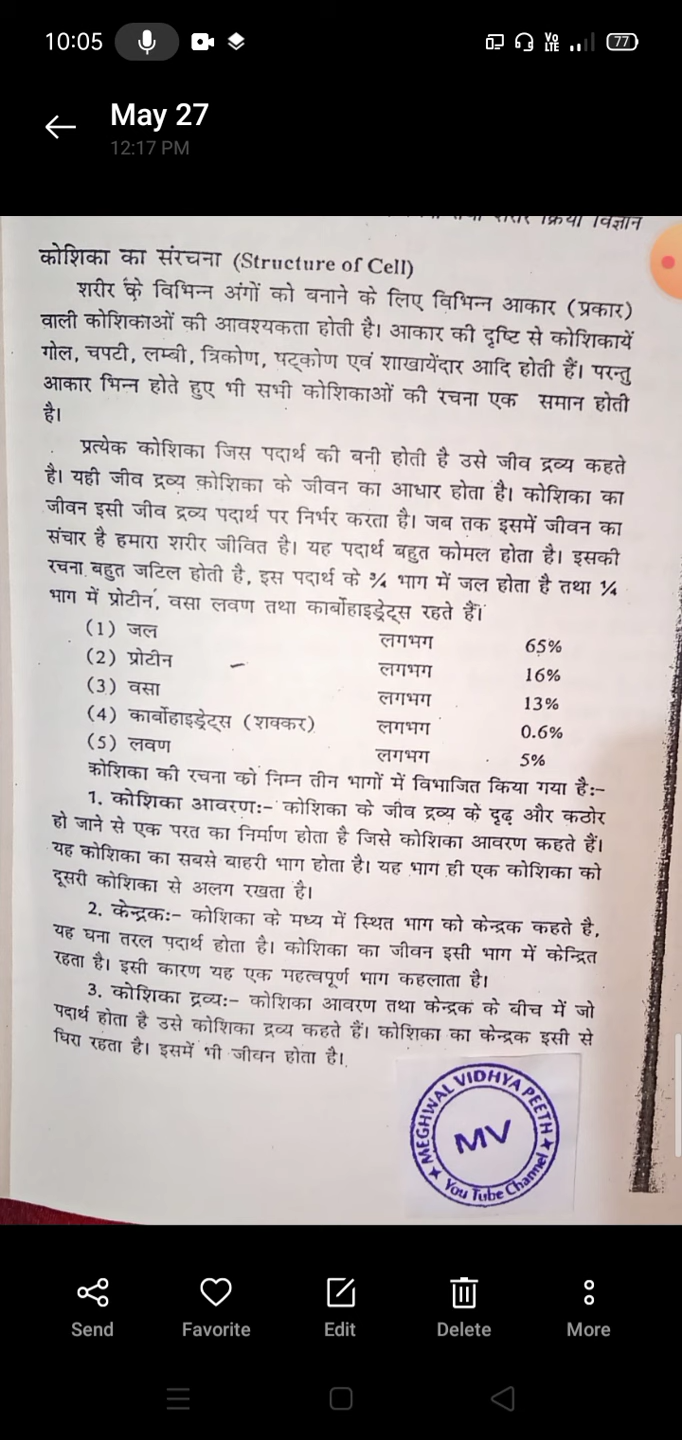 10:05
Vo
LTE
77
May 27
12:17 PM
क्रिया विज्ञान
कोशिका का संरचना (Structure of Cell)
शरीर के विभिन्न अंगों को बनाने के लिए विभिन्न आकार (प्रकार)
वाली कोशिकाओं की आवश्यकता होती है। आकार की दृष्टि से कोशिकायें
गोल, चपटी, लम्बी, त्रिकोण, षट्कोण एवं शाखायेंदार आदि होती हैं। परन्तु
आकार भिन्न होते हुए भी सभी कोशिकाओं की रचना एक समान होती
है।
प्रत्येक कोशिका जिस पदार्थ की बनी होती है उसे जीव द्रव्य कहते
है। यही जीव द्रव्य कोशिका के जीवन का आधार होता है। कोशिका का
जीवन इसी जीव द्रव्य पदार्थ पर निर्भर करता है। जब तक इसमें जीवन का
संचार है हमारा शरीर जीवित है। यह पदार्थ बहुत कोमल होता है। इसकी
रचना बहुत जटिल होती है, इस पदार्थ के ¾ भाग में जल होता है तथा ¼
भाग में प्रोटीन, वसा लवण तथा कार्बोहाइड्रेट्स रहते हैं।
(1) जल लगभग 65%
(2) प्रोटीन – लगभग 16%
(3) वसा लगभग 13%
(4) कार्बोहाइड्रेट्स (शक्कर) लगभग 0.6%
(5) लवण लगभग 5%
कोशिका की रचना को निम्न तीन भागों में विभाजित किया गया है:–
1. कोशिका आवरण:– कोशिका के जीव द्रव्य के दृढ़ और कठोर
हो जाने से एक परत का निर्माण होता है जिसे कोशिका आवरण कहते हैं।
यह कोशिका का सबसे बाहरी भाग होता है। यह भाग ही एक कोशिका को
दूसरी कोशिका से अलग रखता है।
2. केन्द्रक:– कोशिका के मध्य में स्थित भाग को केन्द्रक कहते है,
यह घना तरल पदार्थ होता है। कोशिका का जीवन इसी भाग में केन्द्रित
रहता है। इसी कारण यह एक महत्वपूर्ण भाग कहलाता है।
3. कोशिका द्रव्य:– कोशिका आवरण तथा केन्द्रक के बीच में जो
पदार्थ होता है उसे कोशिका द्रव्य कहते हैं। कोशिका का केन्द्रक इसी से
घिरा रहता है। इसमें भी जीवन होता है।
MEGHWAL VIDHYA PEETH
MV
You Tube Channel
Send Favorite Edit Delete More